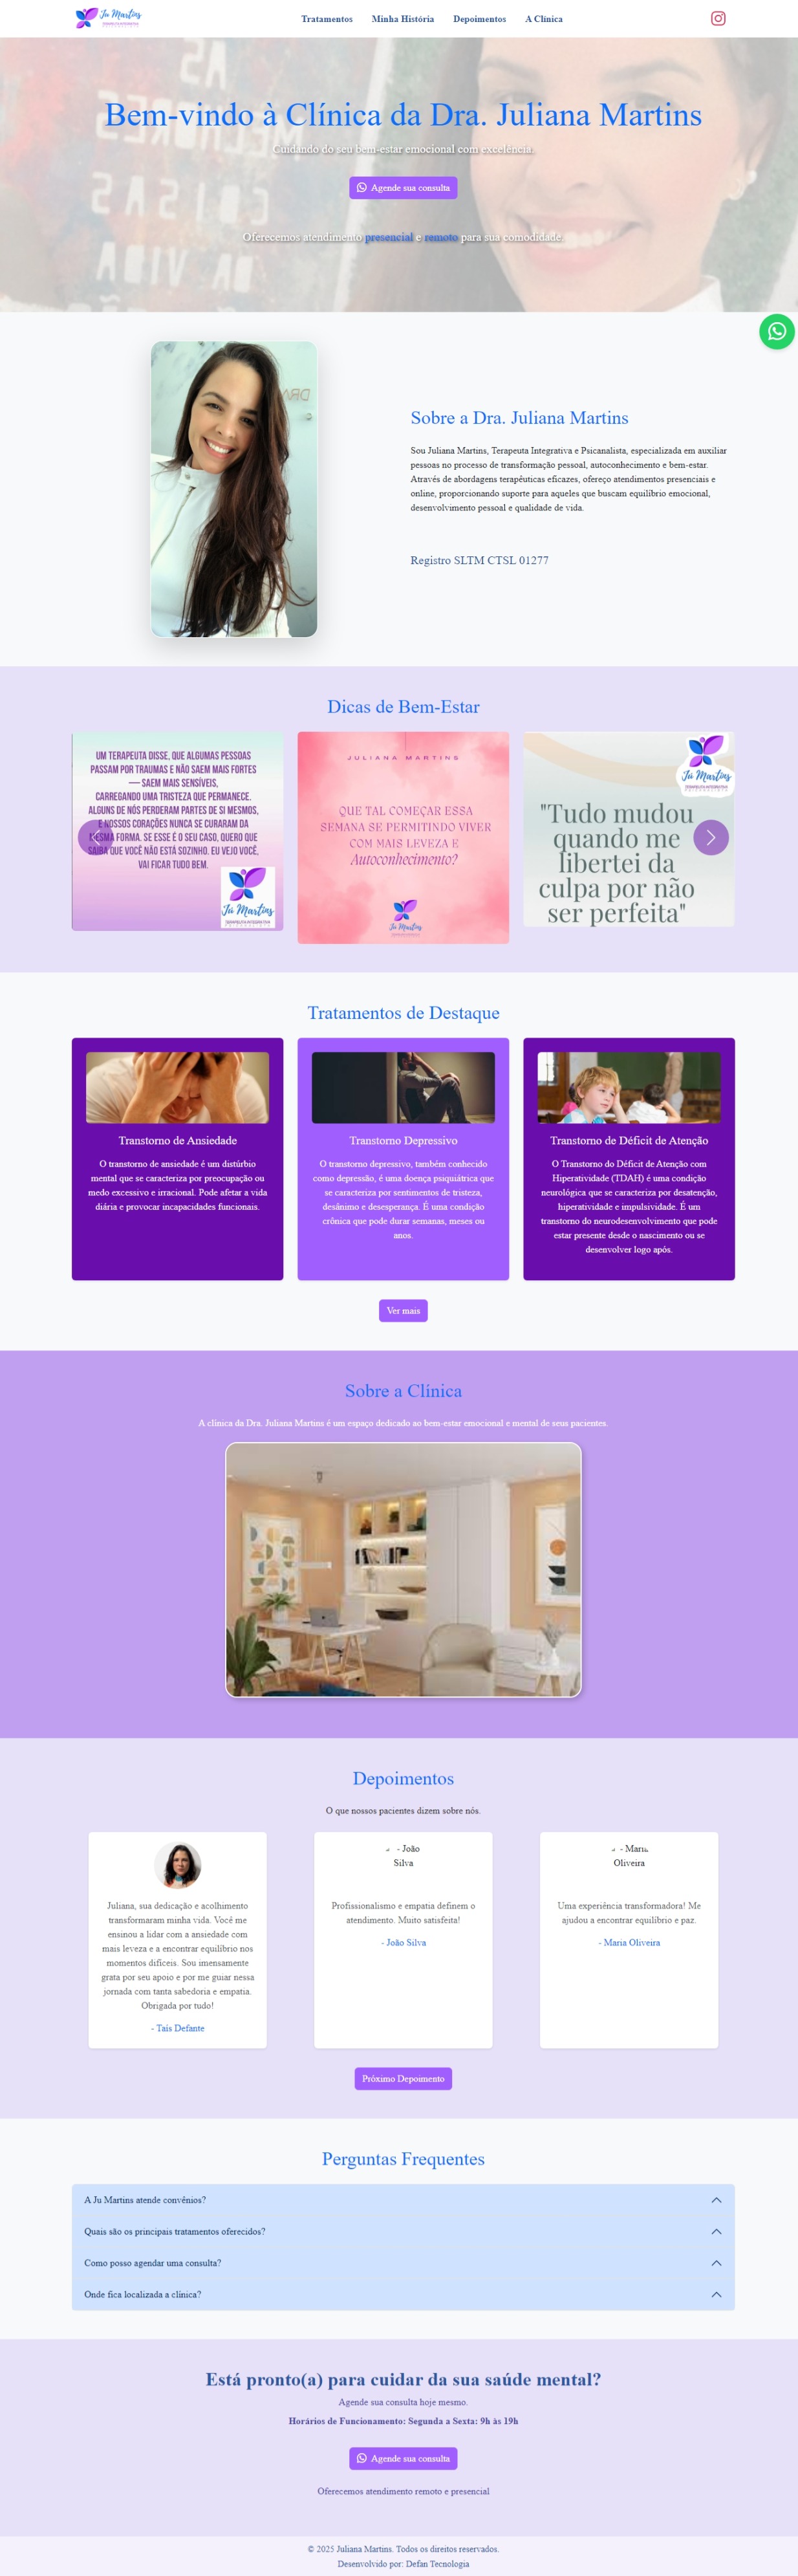 Ju Martins
TERAPEUTA INTEGRATIVA
Tratamentos
Minha História
Depoimentos
A Clínica
Bem-vindo à Clínica da Dra. Juliana Martins
Cuidando do seu bem-estar emocional com excelência.
Agende sua consulta
Oferecemos atendimento presencial e remoto para sua comodidade.
Sobre a Dra. Juliana Martins
Sou Juliana Martins, Terapeuta Integrativa e Psicanalista, especializada em auxiliar
pessoas no processo de transformação pessoal, autoconhecimento e bem-estar.
Através de abordagens terapêuticas eficazes, ofereço atendimentos presenciais e
online, proporcionando suporte para aqueles que buscam equilíbrio emocional,
desenvolvimento pessoal e qualidade de vida.
Registro SLTM CTSL 01277
Dicas de Bem-Estar
UM TERAPEUTA DISSE, QUE ALGUMAS PESSOAS
PASSAM POR TRAUMAS E NÃO SAEM MAIS FORTES
— SAEM MAIS SENSÍVEIS,
CARREGANDO UMA TRISTEZA QUE PERMANECE.
ALGUNS DE NÓS PERDERAM PARTES DE SI MESMOS,
E NOSSOS CORAÇÕES NUNCA SE CURARAM DA
MESMA FORMA. SE ESSE É O SEU CASO, QUERO QUE
SAIBA QUE VOCÊ NÃO ESTÁ SOZINHO. EU VEJO VOCÊ,
VAI FICAR TUDO BEM.
Jú Martins
TERAPEUTA INTEGRATIVA
JULIANA MARTINS
QUE TAL COMEÇAR ESSA
SEMANA SE PERMITINDO VIVER
COM MAIS LEVEZA E
Autoconhecimento?
Jú Martins
Jú Martins
TERAPEUTA INTEGRATIVA
"Tudo mudou
quando me
libertei da
culpa por não
ser perfeita"
Tratamentos de Destaque
Transtorno de Ansiedade
O transtorno de ansiedade é um distúrbio
mental que se caracteriza por preocupação ou
medo excessivo e irracional. Pode afetar a vida
diária e provocar incapacidades funcionais.
Transtorno Depressivo
O transtorno depressivo, também conhecido
como depressão, é uma doença psiquiátrica que
se caracteriza por sentimentos de tristeza,
desânimo e desesperança. É uma condição
crônica que pode durar semanas, meses ou
anos.
Transtorno de Déficit de Atenção
O Transtorno do Déficit de Atenção com
Hiperatividade (TDAH) é uma condição
neurológica que se caracteriza por desatenção,
hiperatividade e impulsividade. É um
transtorno do neurodesenvolvimento que pode
estar presente desde o nascimento ou se
desenvolver logo após.
Ver mais
Sobre a Clínica
A clínica da Dra. Juliana Martins é um espaço dedicado ao bem-estar emocional e mental de seus pacientes.
Depoimentos
O que nossos pacientes dizem sobre nós.
Juliana, sua dedicação e acolhimento
transformaram minha vida. Você me
ensinou a lidar com a ansiedade com
mais leveza e a encontrar equilíbrio nos
momentos difíceis. Sou imensamente
grata por seu apoio e por me guiar nessa
jornada com tanta sabedoria e empatia.
Obrigada por tudo!
- Taís Defante
- João
Silva
Profissionalismo e empatia definem o
atendimento. Muito satisfeita!
- João Silva
- Maria
Oliveira
Uma experiência transformadora! Me
ajudou a encontrar equilíbrio e paz.
- Maria Oliveira
Próximo Depoimento
Perguntas Frequentes
A Ju Martins atende convênios?
Quais são os principais tratamentos oferecidos?
Como posso agendar uma consulta?
Onde fica localizada a clínica?
Está pronto(a) para cuidar da sua saúde mental?
Agende sua consulta hoje mesmo.
Horários de Funcionamento: Segunda a Sexta: 9h às 19h
Agende sua consulta
Oferecemos atendimento remoto e presencial
© 2025 Juliana Martins. Todos os direitos reservados.
Desenvolvido por: Defan Tecnologia